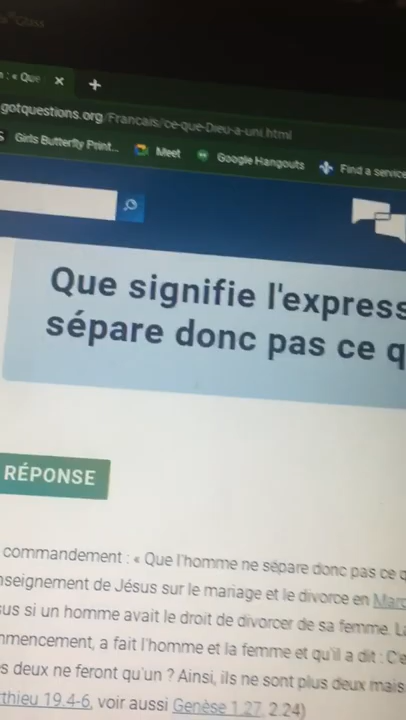 Glass
: « Que
gotquestions.org/Francais/ce-que-Dieu-a-uni.html
Girls Butterfly Print...
Meet
Google Hangouts
Find a service
Que signifie l'express
sépare donc pas ce q
RÉPONSE
commandement : « Que l'homme ne sépare donc pas ce q
nseignement de Jésus sur le mariage et le divorce en Marc
sus si un homme avait le droit de divorcer de sa femme.
mmencement, a fait l'homme et la femme et qu'il a dit : C'e
s deux ne feront qu'un ? Ainsi, ils ne sont plus deux mais
tthieu 19.4-6, voir aussi Genèse 1.27, 2.24)